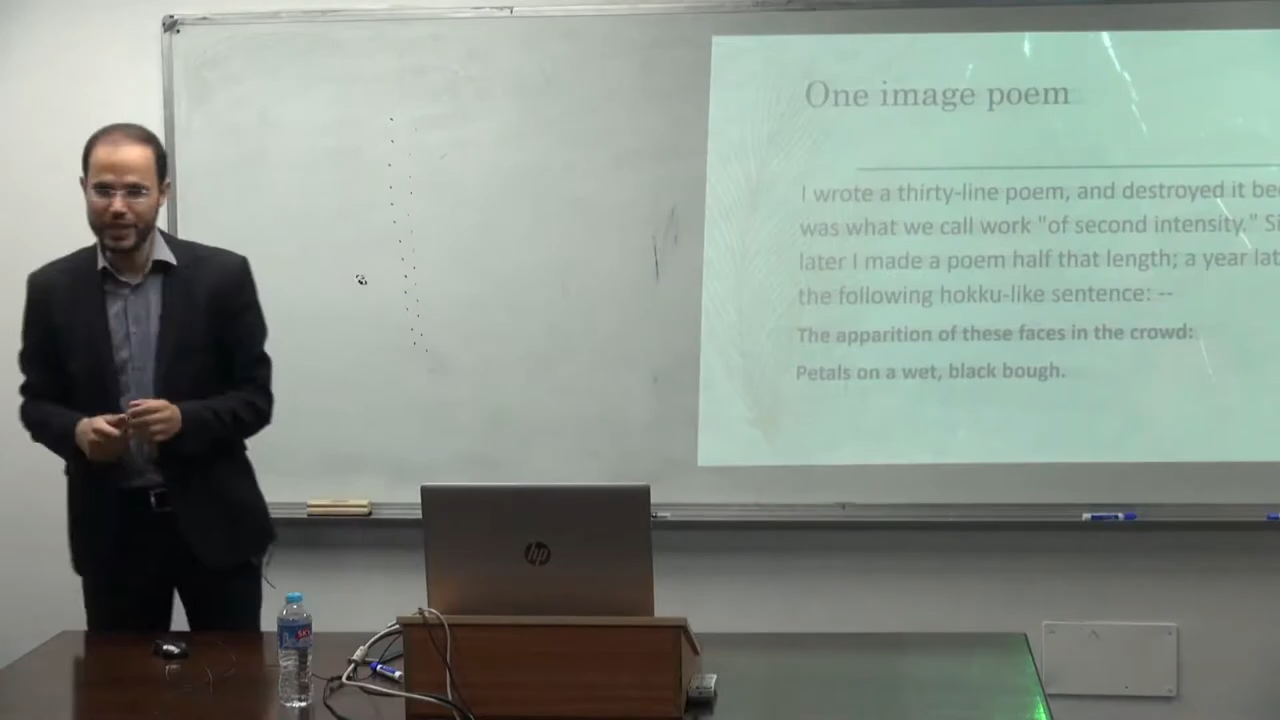 One image poem
I wrote a thirty-line poem, and destroyed it
was what we call work "of second intensity."
later I made a poem half that length; a year
the following hokku-like sentence: --
The apparition of these faces in the crowd:
Petals on a wet, black bough.
hp
SKY